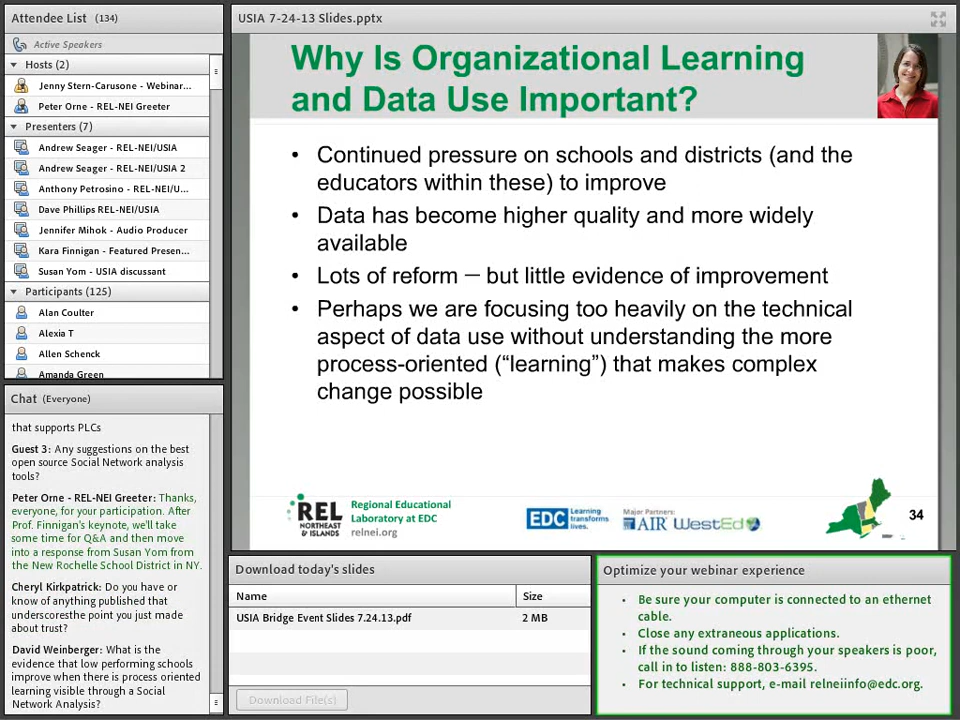 Attendee List (134)
Active Speakers
Hosts (2)
Jenny Stern-Carusone - Webinar...
Peter Orne - REL-NEI Greeter
Presenters (7)
Andrew Seager - REL-NEI/USIA
Andrew Seager - REL-NEI/USIA 2
Anthony Petrosino - REL-NEI/U...
Dave Phillips REL-NEI/USIA
Jennifer Mihok - Audio Producer
Kara Finnigan - Featured Presen...
Susan Yom - USIA discussant
Participants (125)
Alan Coulter
Alexia T
Allen Schenck
Amanda Green
Chat (Everyone)
that supports PLCs
Guest 3: Any suggestions on the best
open source Social Network analysis
tools?
Peter Orne - REL-NEI Greeter: Thanks,
everyone, for your participation. After
Prof. Finnigan's keynote, we'll take
some time for Q&A and then move
into a response from Susan Yom from
the New Rochelle School District in NY.
Cheryl Kirkpatrick: Do you have or
know of anything published that
underscoresthe point you just made
about trust?
David Weinberger: What is the
evidence that low performing schools
improve when there is process oriented
learning visible through a Social
Network Analysis?
USIA 7-24-13 Slides.pptx
Why Is Organizational Learning
and Data Use Important?
• Continued pressure on schools and districts (and the
educators within these) to improve
• Data has become higher quality and more widely
available
• Lots of reform — but little evidence of improvement
• Perhaps we are focusing too heavily on the technical
aspect of data use without understanding the more
process-oriented (“learning”) that makes complex
change possible
REL
NORTHEAST
& ISLANDS
Regional Educational
Laboratory at EDC
relnei.org
EDC Learning
transforms
lives.
Major Partners:
AIR WestEd
34
Download today's slides
Name Size
USIA Bridge Event Slides 7.24.13.pdf 2 MB
Download File(s)
Optimize your webinar experience
• Be sure your computer is connected to an ethernet
cable.
• Close any extraneous applications.
• If the sound coming through your speakers is poor,
call in to listen: 888-803-6395.
• For technical support, e-mail relneiinfo@edc.org.